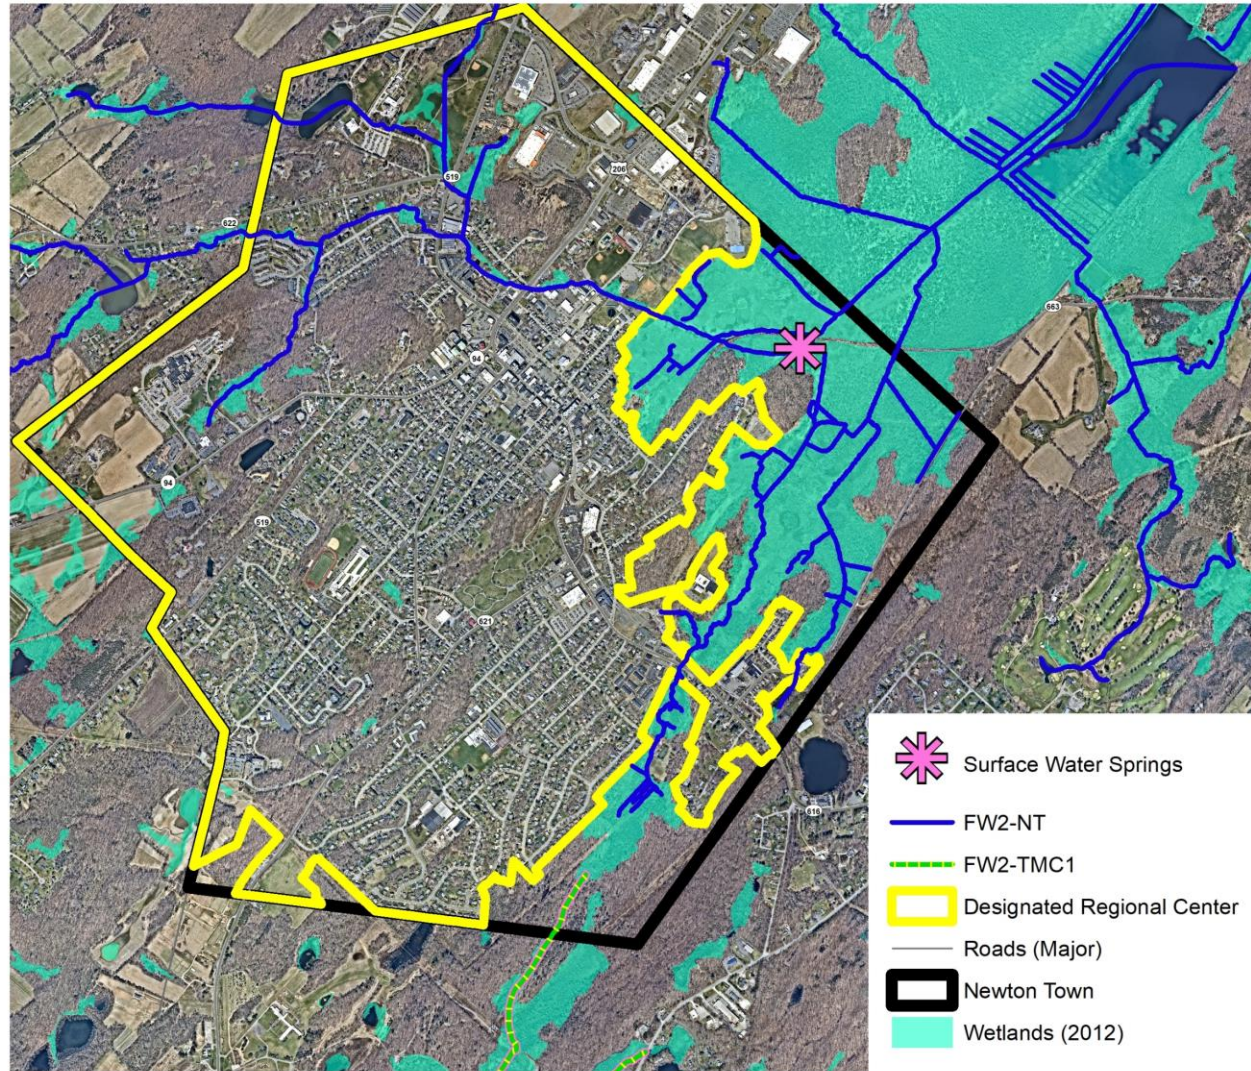 519
206
622
663
94
94
519
621
616
Surface Water Springs
FW2-NT
FW2-TMC1
Designated Regional Center
Roads (Major)
Newton Town
Wetlands (2012)